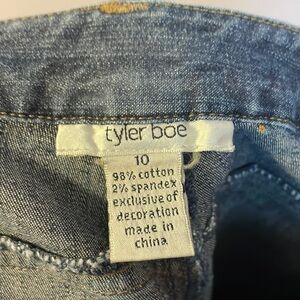 tyler boe
10
98% cotton
2% spandex
exclusive of
decoration
made in
china